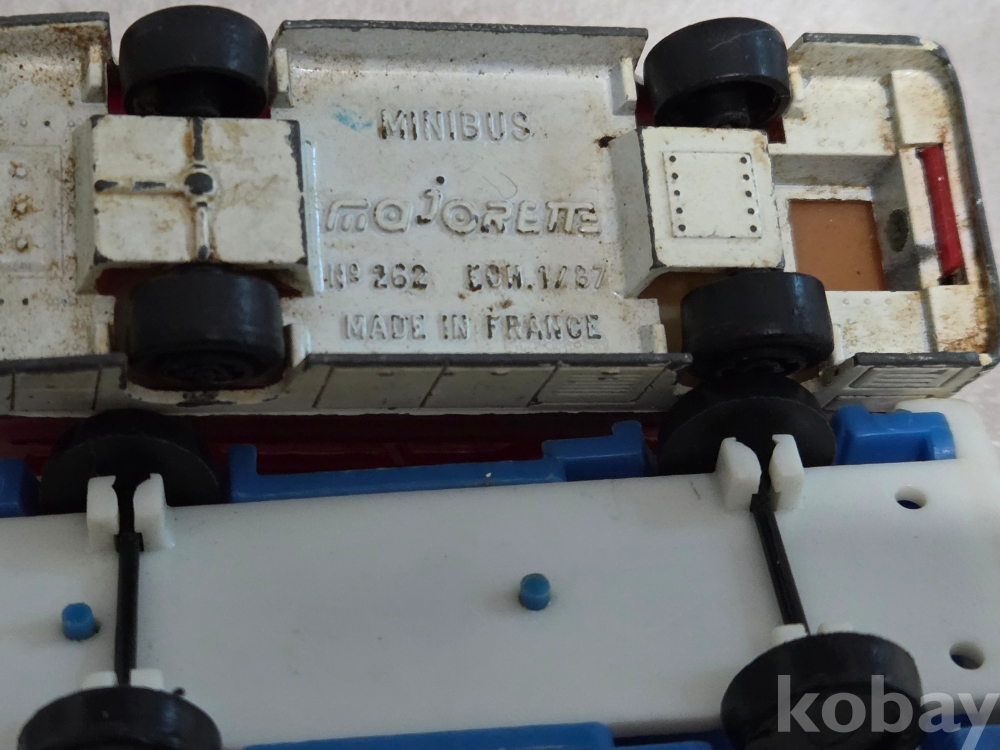 MINIBUS
majorette
Nº 262 ECH. 1/87
MADE IN FRANCE
kobay